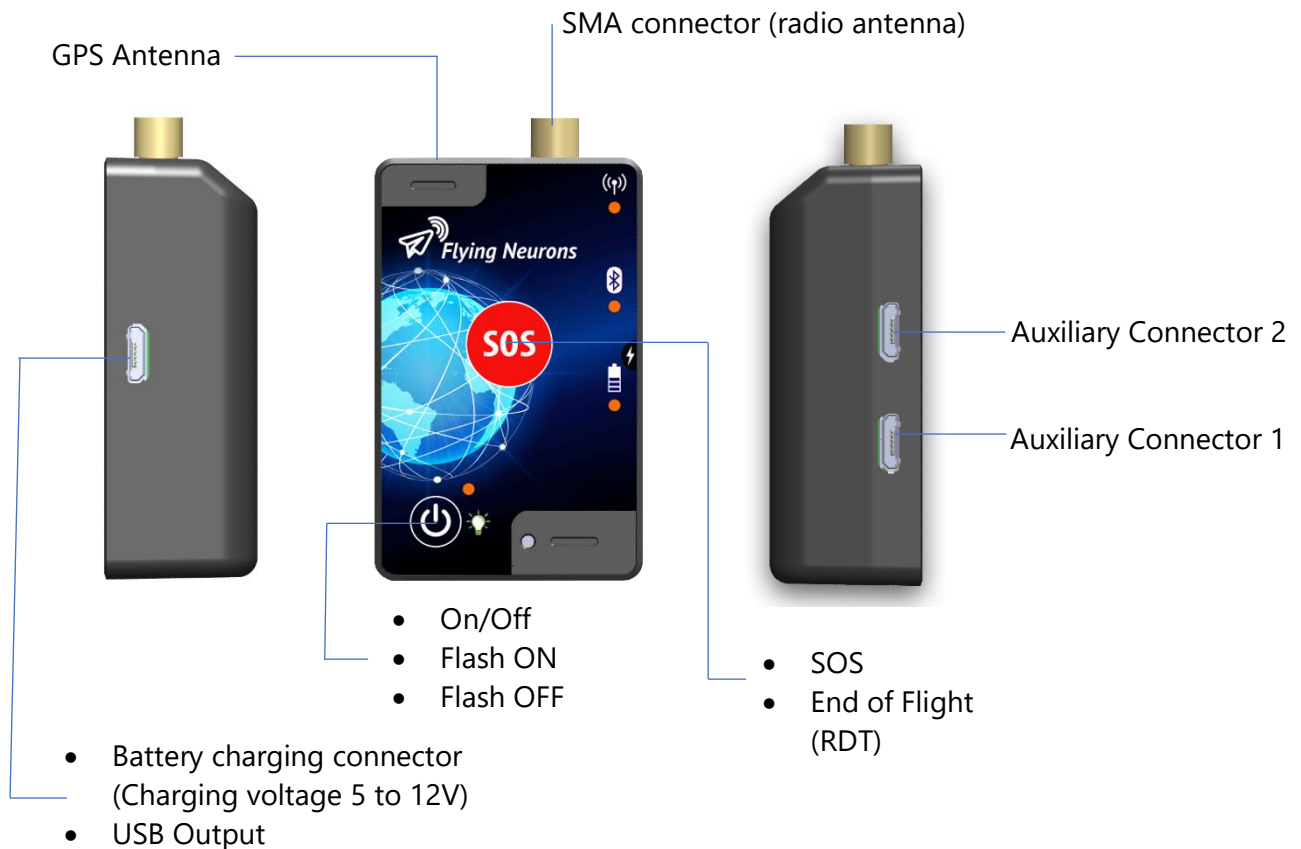 SMA connector (radio antenna)
GPS Antenna
Flying Neurons
SOS
Auxiliary Connector 2
Auxiliary Connector 1
• On/Off
• Flash ON
• Flash OFF
• SOS
• End of Flight
(RDT)
• Battery charging connector
(Charging voltage 5 to 12V)
• USB Output